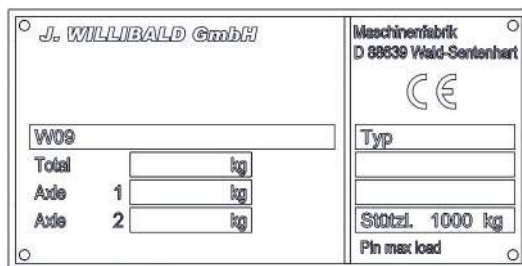 J. WILLIBALD GmbH
W09
Total kg
Axle 1 kg
Axle 2 kg
Maschinenfabrik
D 88639 Wald-Sentenhart
CE
Typ
Stützl. 1000 kg
Pin max load